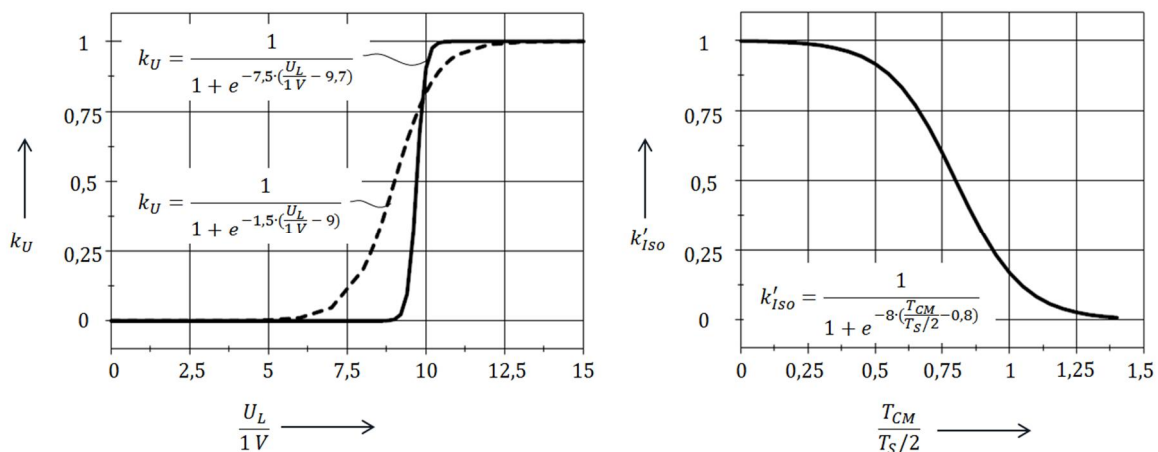 1
k_U = 1 / (1 + e^{-7,5·(U_L/1 V − 9,7)})
0,75
0,5
k_U = 1 / (1 + e^{-1,5·(U_L/1 V − 9)})
k_U
0,25
0
0 2,5 5 7,5 10 12,5 15
U_L / 1 V
1
0,75
0,5
k'_Iso
0,25
k'_Iso = 1 / (1 + e^{-8·(T_CM/T_S/2 −0,8)})
0
0 0,25 0,5 0,75 1 1,25 1,5
T_CM / T_S/2